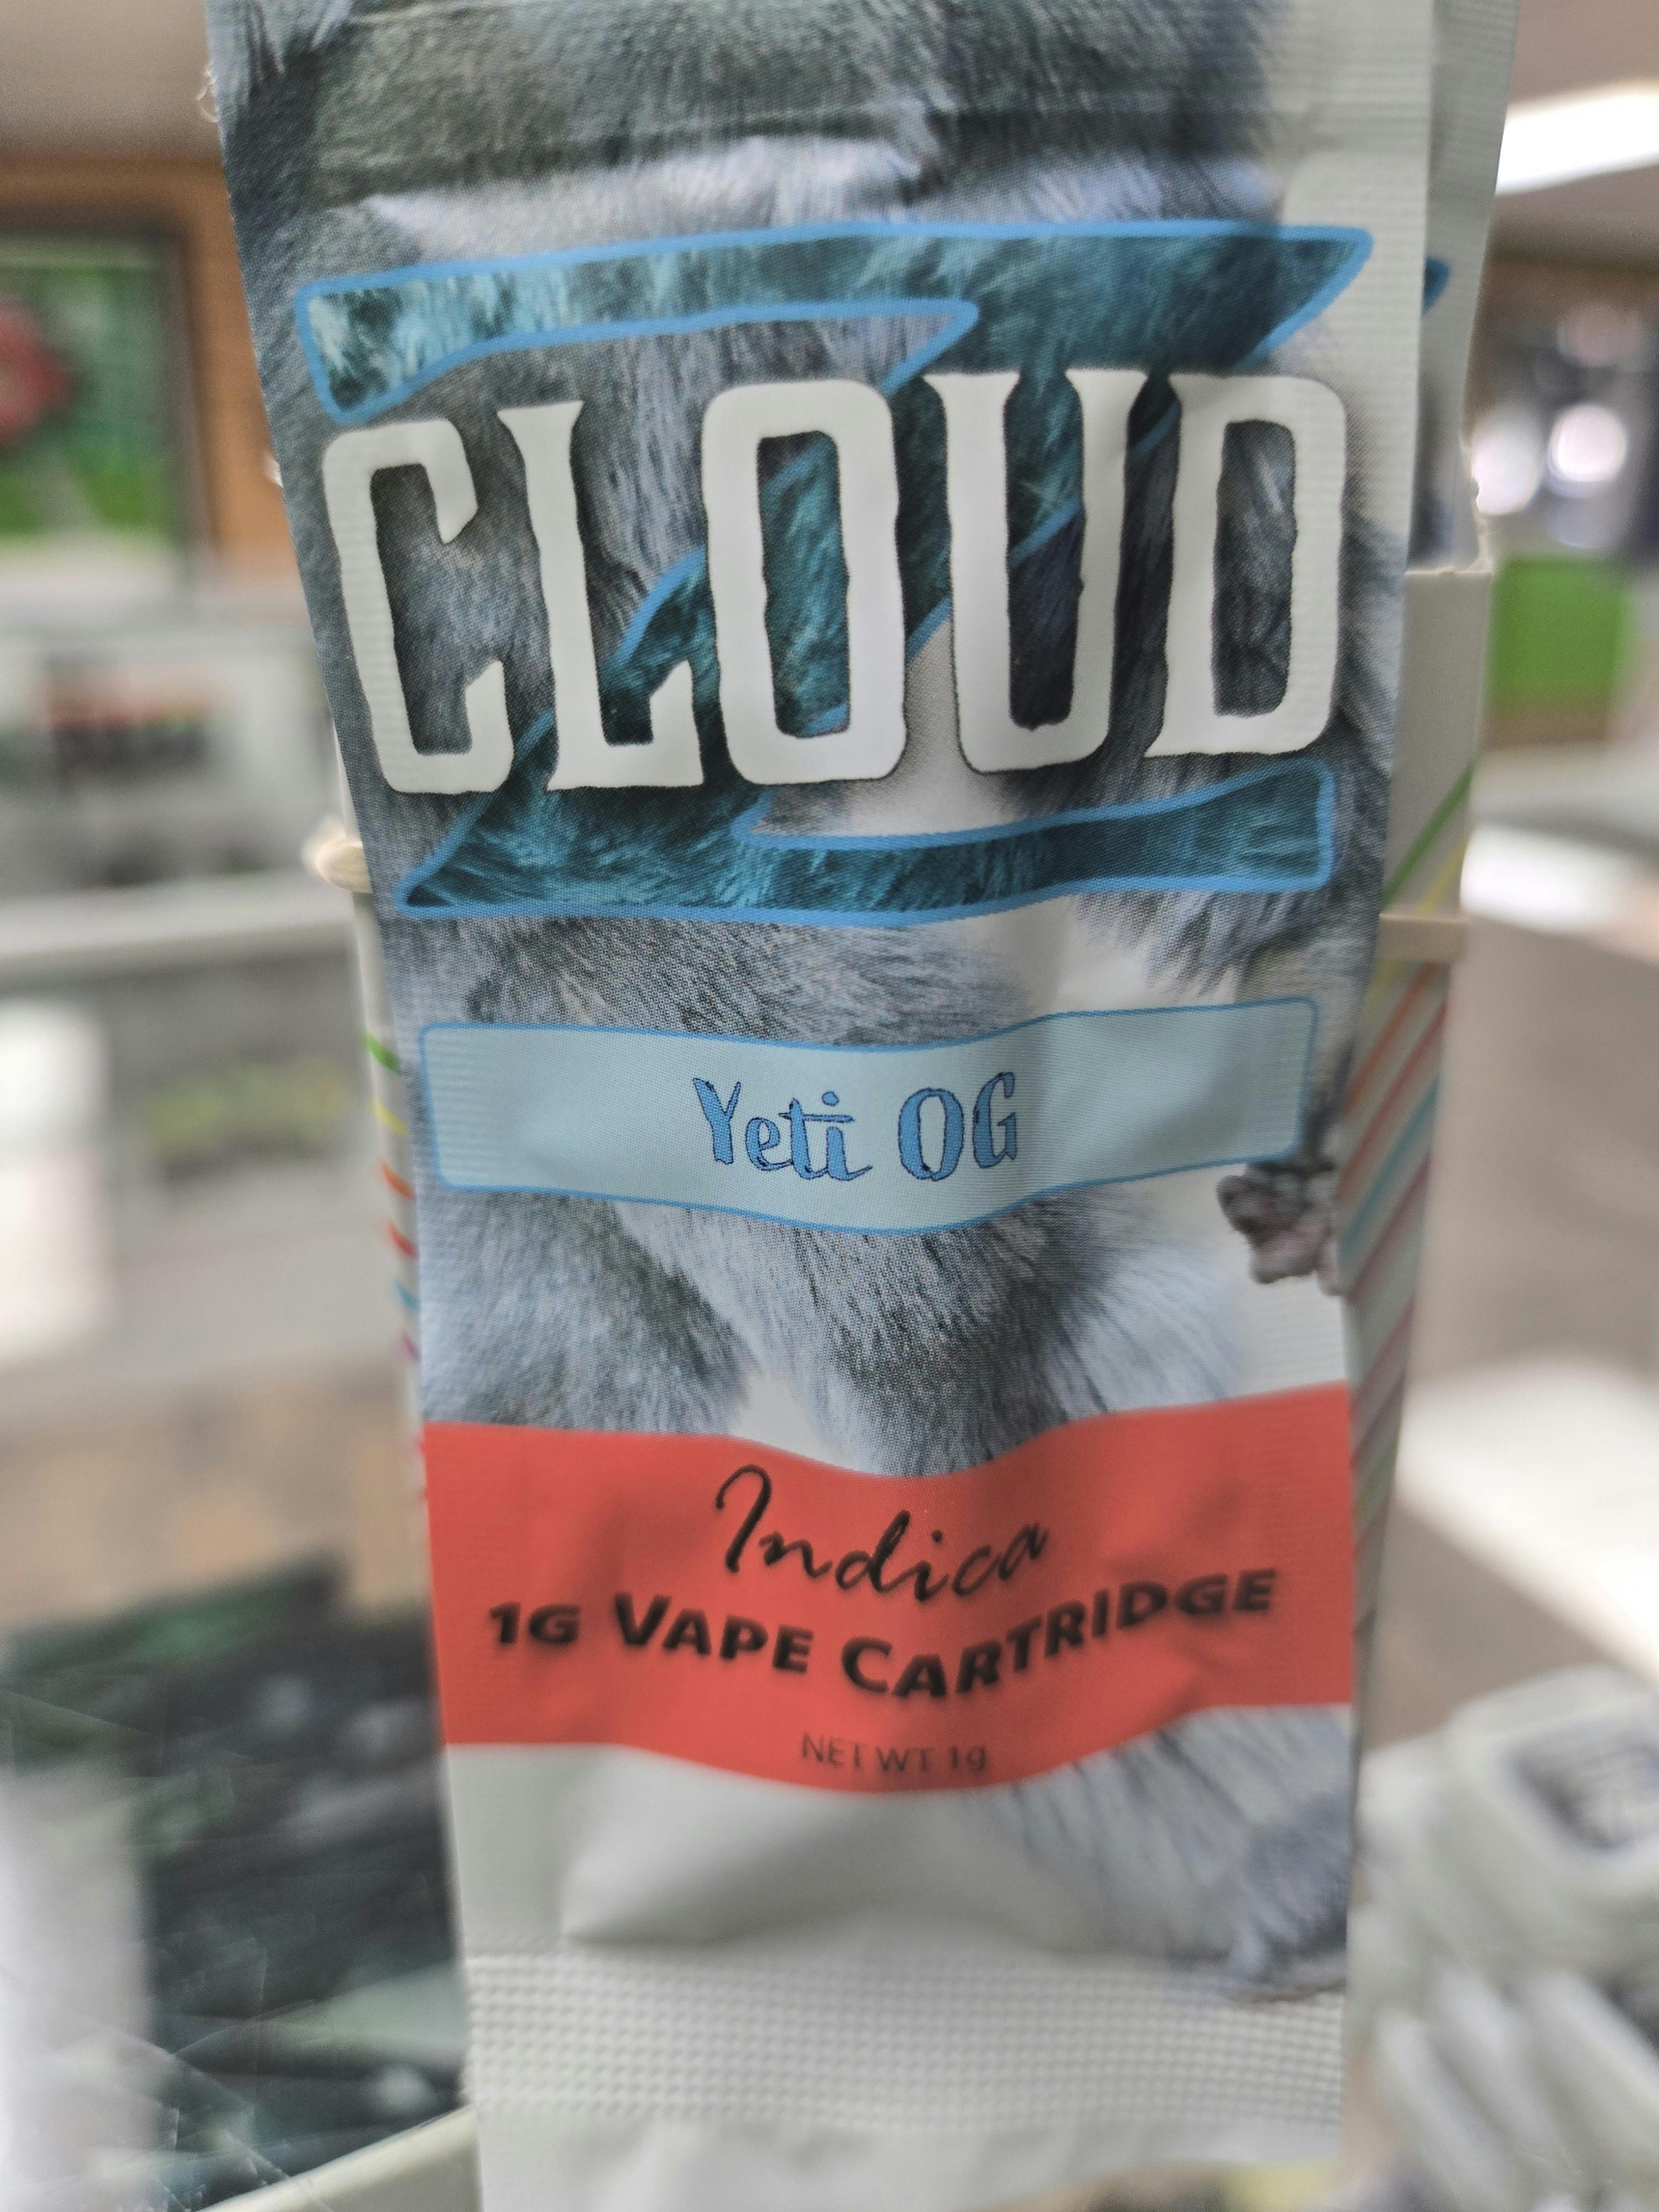 CLOUD
Yeti OG
Indica
1G VAPE CARTRIDGE
NET WT 1g